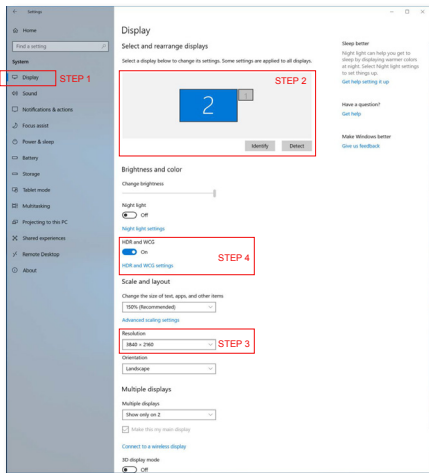 Settings
Home
Find a setting
System
Display
STEP 1
Sound
Notifications & actions
Focus assist
Power & sleep
Battery
Storage
Tablet mode
Multitasking
Projecting to this PC
Shared experiences
Remote Desktop
About
Display
Select and rearrange displays
Select a display below to change its settings. Some settings are applied to all displays.
STEP 2
2
1
Identify
Detect
Brightness and color
Change brightness
Night light
Off
Night light settings
HDR and WCG
On
STEP 4
HDR and WCG settings
Scale and layout
Change the size of text, apps, and other items
150% (Recommended)
Advanced scaling settings
Resolution
3840 × 2160
STEP 3
Orientation
Landscape
Multiple displays
Multiple displays
Show only on 2
Make this my main display
Connect to a wireless display
3D display mode
Off
Sleep better
Night light can help you get to
sleep by displaying warmer colors
at night. Select Night light settings
to set things up.
Get help setting it up
Have a question?
Get help
Make Windows better
Give us feedback